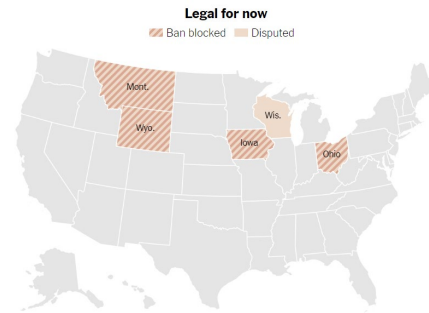 Legal for now
Ban blocked Disputed
Mont.
Wis.
Wyo.
Iowa
Ohio